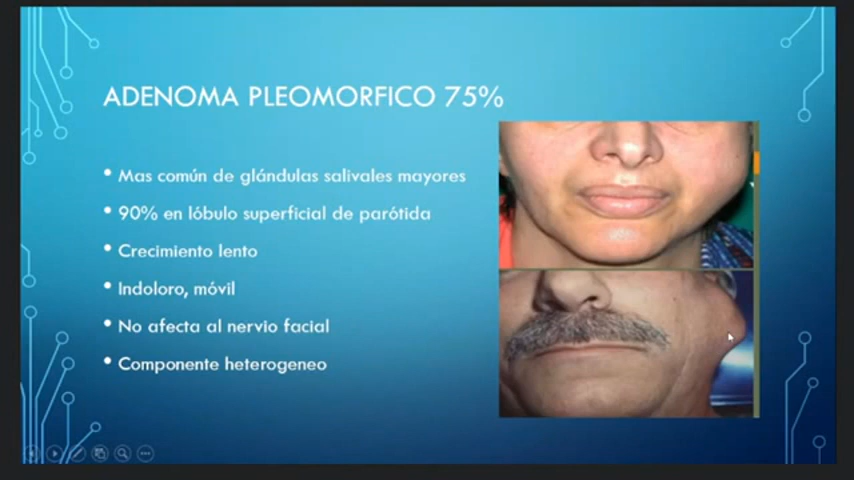 ADENOMA PLEOMORFICO 75%
• Mas común de glándulas salivales mayores
• 90% en lóbulo superficial de parótida
• Crecimiento lento
• Indoloro, móvil
• No afecta al nervio facial
• Componente heterogeneo